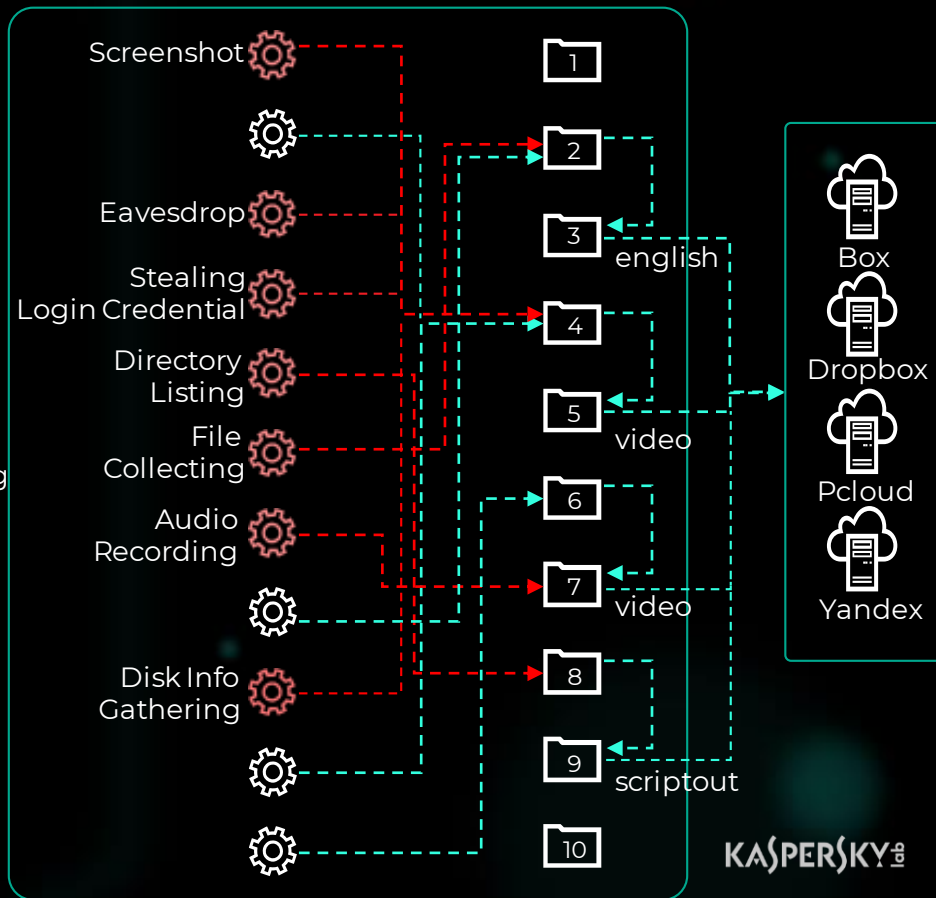 Screenshot
Eavesdrop
Stealing
Login Credential
Directory
Listing
File
Collecting
g
Audio
Recording
Disk Info
Gathering
1
2
3
english
4
5
video
6
7
video
8
9
scriptout
10
Box
Dropbox
Pcloud
Yandex
KASPERSKY lab